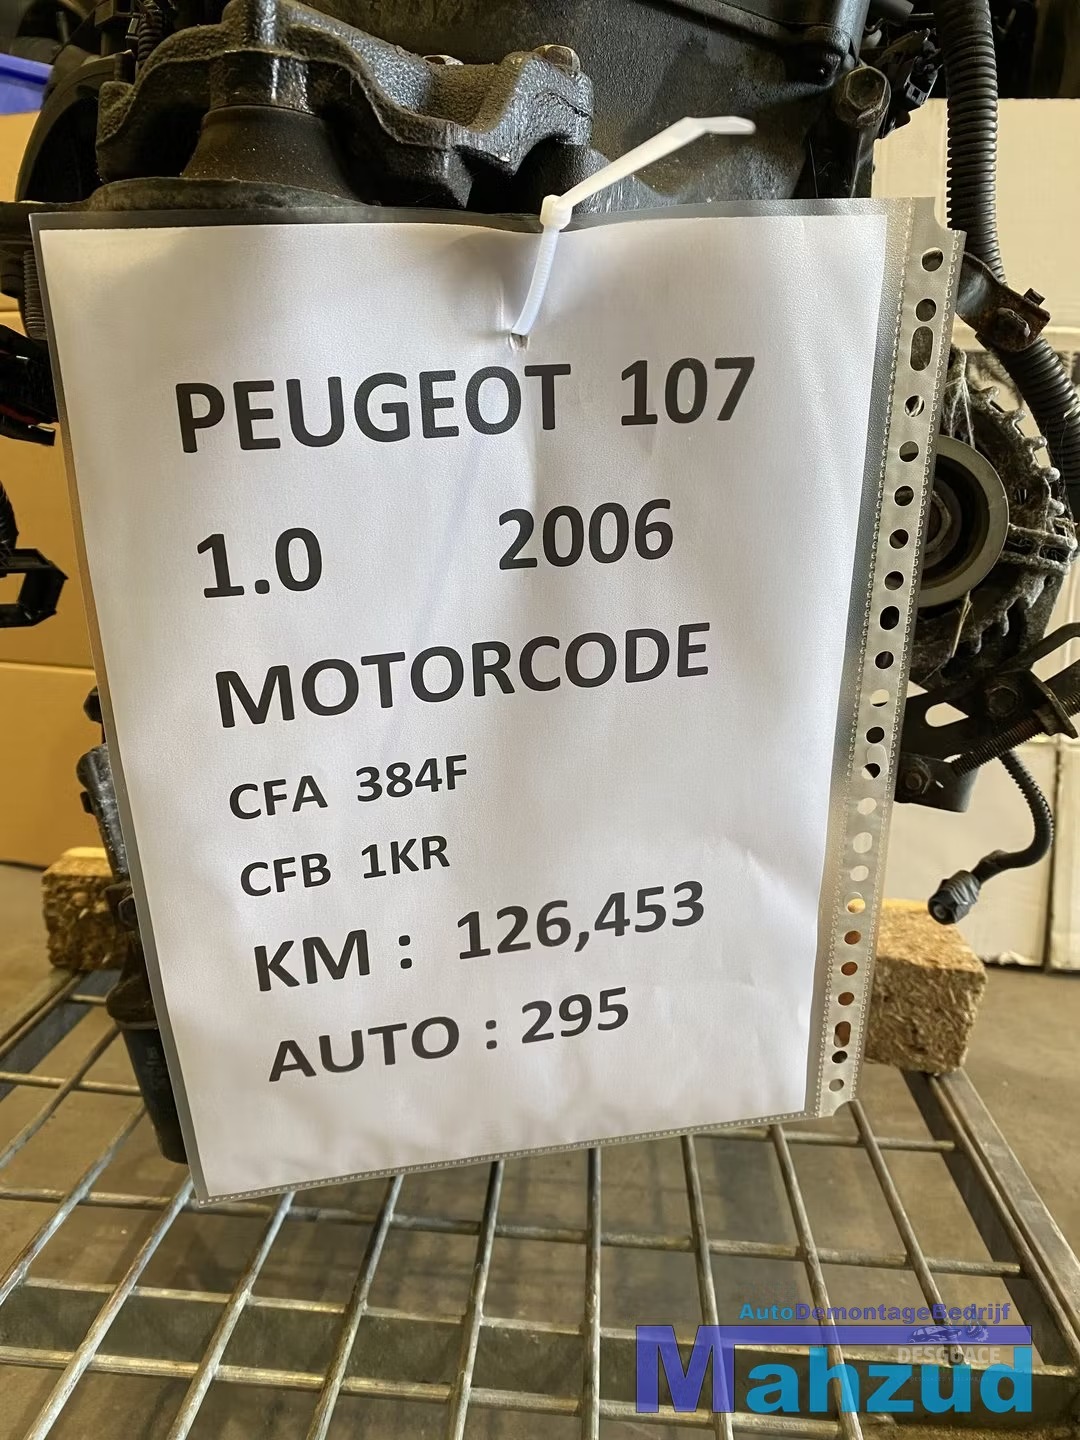 PEUGEOT 107
1.0 2006
MOTORCODE
CFA 384F
CFB 1KR
KM : 126,453
AUTO : 295
AutoDemontageBedrijf
DESGUACE
Mahzud